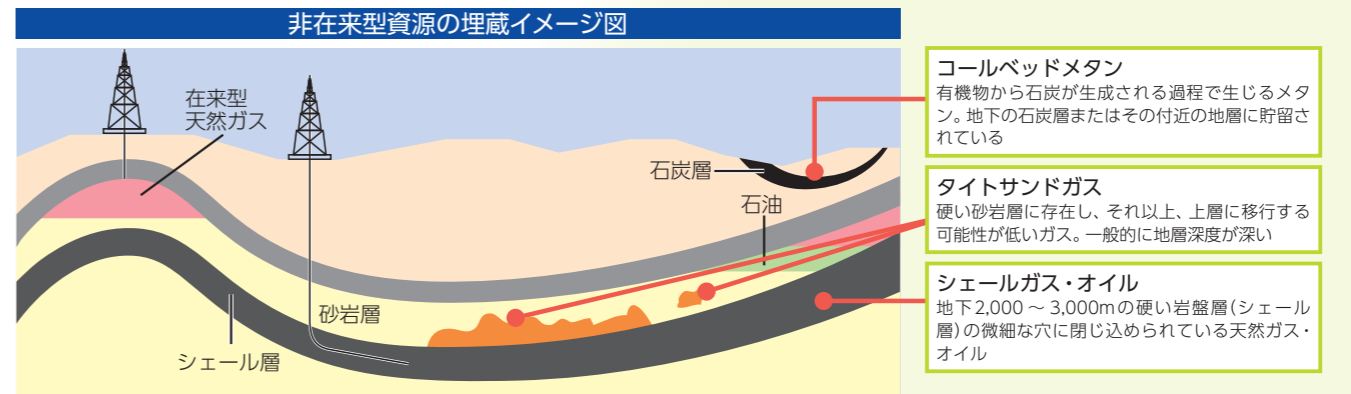 非在来型資源の埋蔵イメージ図
在来型
天然ガス
石炭層
石油
砂岩層
シェール層
コールベッドメタン
有機物から石炭が生成される過程で生じるメタ
ン。地下の石炭層またはその付近の地層に貯留さ
れている
タイトサンドガス
硬い砂岩層に存在し、それ以上、上層に移行する
可能性が低いガス。一般的に地層深度が深い
シェールガス・オイル
地下2,000～3,000mの硬い岩盤層(シェール
層)の微細な穴に閉じ込められている天然ガス・
オイル